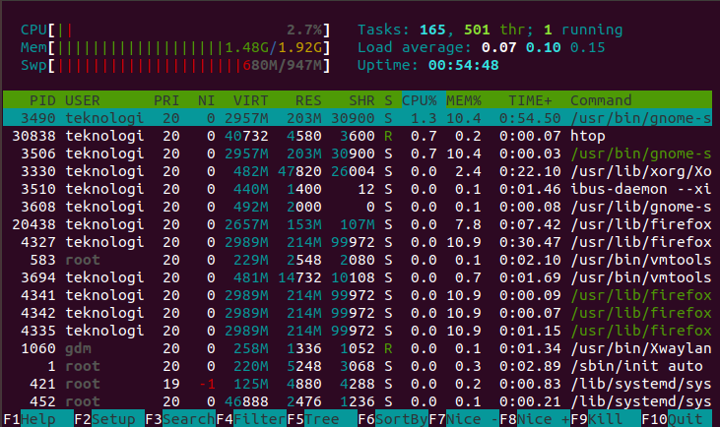 CPU[|| 2.7%] Tasks: 165, 501 thr; 1 running
Mem[|||||||||||||||||||1.48G/1.92G] Load average: 0.07 0.10 0.15
Swp[|||||||||||||||||||||680M/947M] Uptime: 00:54:48
PID USER PRI NI VIRT RES SHR S CPU% MEM% TIME+ Command
3490 teknologi 20 0 2957M 203M 30900 S 1.3 10.4 0:54.50 /usr/bin/gnome-s
30838 teknologi 20 0 40732 4580 3600 R 0.7 0.2 0:00.07 htop
3506 teknologi 20 0 2957M 203M 30900 S 0.7 10.4 0:00.03 /usr/bin/gnome-s
3330 teknologi 20 0 482M 47820 26004 S 0.0 2.4 0:22.10 /usr/lib/xorg/Xo
3510 teknologi 20 0 440M 1400 12 S 0.0 0.1 0:01.46 ibus-daemon --xi
3608 teknologi 20 0 492M 2000 0 S 0.0 0.1 0:00.08 /usr/lib/gnome-s
20438 teknologi 20 0 2657M 153M 107M S 0.0 7.8 0:07.42 /usr/lib/firefox
4327 teknologi 20 0 2989M 214M 99972 S 0.0 10.9 0:30.47 /usr/lib/firefox
583 root 20 0 229M 2548 2080 S 0.0 0.1 0:02.10 /usr/bin/vmtools
3694 teknologi 20 0 481M 14732 10108 S 0.0 0.7 0:01.69 /usr/bin/vmtools
4341 teknologi 20 0 2989M 214M 99972 S 0.0 10.9 0:00.09 /usr/lib/firefox
4342 teknologi 20 0 2989M 214M 99972 S 0.0 10.9 0:00.07 /usr/lib/firefox
4335 teknologi 20 0 2989M 214M 99972 S 0.0 10.9 0:01.15 /usr/lib/firefox
1060 gdm 20 0 258M 1336 1052 R 0.0 0.1 0:01.34 /usr/bin/Xwaylan
1 root 20 0 220M 5248 3068 S 0.0 0.3 0:02.89 /sbin/init auto
421 root 19 -1 125M 4880 4288 S 0.0 0.2 0:00.83 /lib/systemd/sys
452 root 20 0 46888 2476 1236 S 0.0 0.1 0:00.21 /lib/systemd/sys
F1Help F2Setup F3SearchF4FilterF5Tree F6SortByF7Nice -F8Nice +F9Kill F10Quit